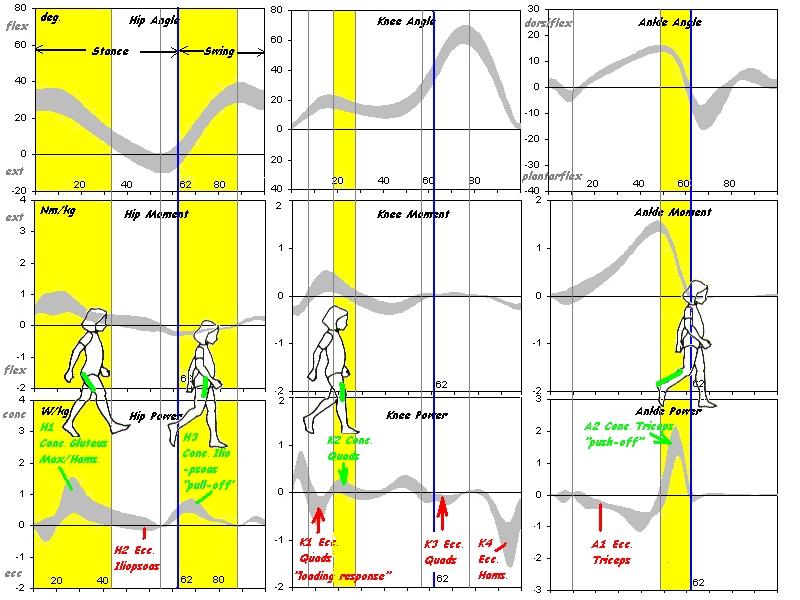 Hip Angle
deg.
flex
80
60
40
20
0
ext
-20
Stance
Swing
20 40 62 80
Knee Angle
80
60
40
20
0
20
40
20 40 60 80
Ankle Angle
dorsiflex
30
20
10
0
-10
-20
-30
plantarflex
-40
20 40 60 80
Hip Moment
Nm/kg
ext
4
3
2
1
0
-1
flex
-2
6
Knee Moment
2
1
0
-1
-2
62
Ankle Moment
2
1
0
-1
-2
62
Hip Power
W/kg
conc
4
3
2
1
0
-1
ecc
-2
H1
Conc. Gluteus
Max/Hams.
H3
Conc. Ilio
-psoas
"pull-off"
H2 Ecc.
Iliopsoas
20 40 62 80
Knee Power
2
1
0
-1
-2
K2 Conc.
Quads
K1 Ecc.
Quads
"loading response"
K3 Ecc.
Quads
K4
Ecc.
Hams.
62
Ankle Power
3
2
1
0
-1
-2
-3
A2 Conc. Triceps
"push-off"
A1 Ecc.
Triceps
62